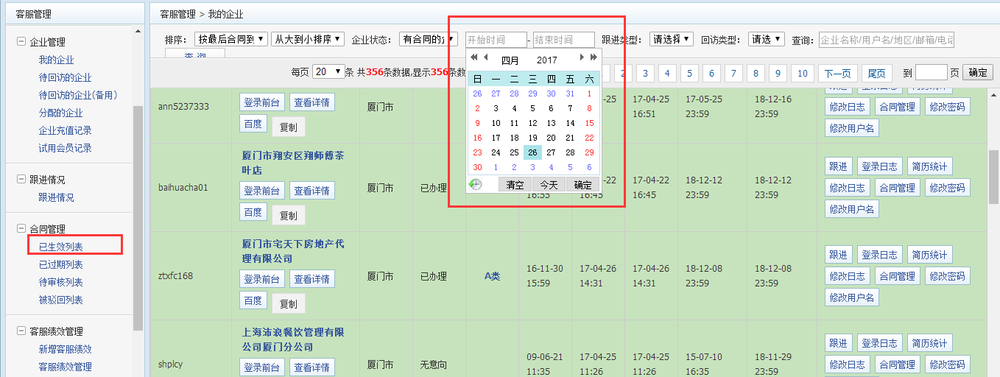 客服管理
企业管理
我的企业
待回访的企业
待回访的企业(备用)
分配的企业
企业充值记录
试用会员记录
跟进情况
跟进情况
合同管理
已生效列表
已过期列表
待审核列表
被驳回列表
客服绩效管理
新增客服绩效
客服绩效管理
客服管理 > 我的企业
排序: 按最后合同到 从大到小排序 企业状态: 有合同的 开始时间 - 结束时间 跟进类型: 请选择 回访类型: 请选 查询: 企业名称/用户名/地区/邮箱/电话
查 询
每页 20 条 共356条数据,显示356条数 2 3 4 5 6 7 8 9 10 下一页 尾页 到 页 确定
四月 2017
日 一 二 三 四 五 六
26 27 28 29 30 31 1
2 3 4 5 6 7 8
9 10 11 12 13 14 15
16 17 18 19 20 21 22
23 24 25 26 27 28 29
30 1 2 3 4 5 6
清空 今天 确定
ann5237333 登录前台 查看详情 百度 复制 厦门市 -25 17-04-25 16:51 17-05-25 23:59 18-12-16 23:59 跟进 登录日志 简历统计 修改日志 合同管理 修改密码 修改用户名
baihuacha01 厦门市翔安区翔师傅茶叶店 登录前台 查看详情 百度 复制 厦门市 已办理 16:55 -22 16:45 17-04-22 16:45 18-12-12 23:59 18-12-12 23:59 跟进 登录日志 简历统计 修改日志 合同管理 修改密码 修改用户名
ztxfc168 厦门市宅天下房地产代理有限公司 登录前台 查看详情 百度 复制 厦门市 已办理 A类 16-11-30 15:59 17-04-26 14:31 17-04-26 14:31 18-12-08 23:59 18-12-08 23:59 跟进 登录日志 简历统计 修改日志 合同管理 修改密码 修改用户名
shplcy 上海沛浪餐饮管理有限公司厦门分公司 登录前台 查看详情 厦门市 无意向 09-06-21 11:35 17-04-25 11:26 17-04-25 11:26 15-07-10 16:35 18-11-29 23:59 跟进 登录日志 简历统计 修改日志 合同管理 修改密码